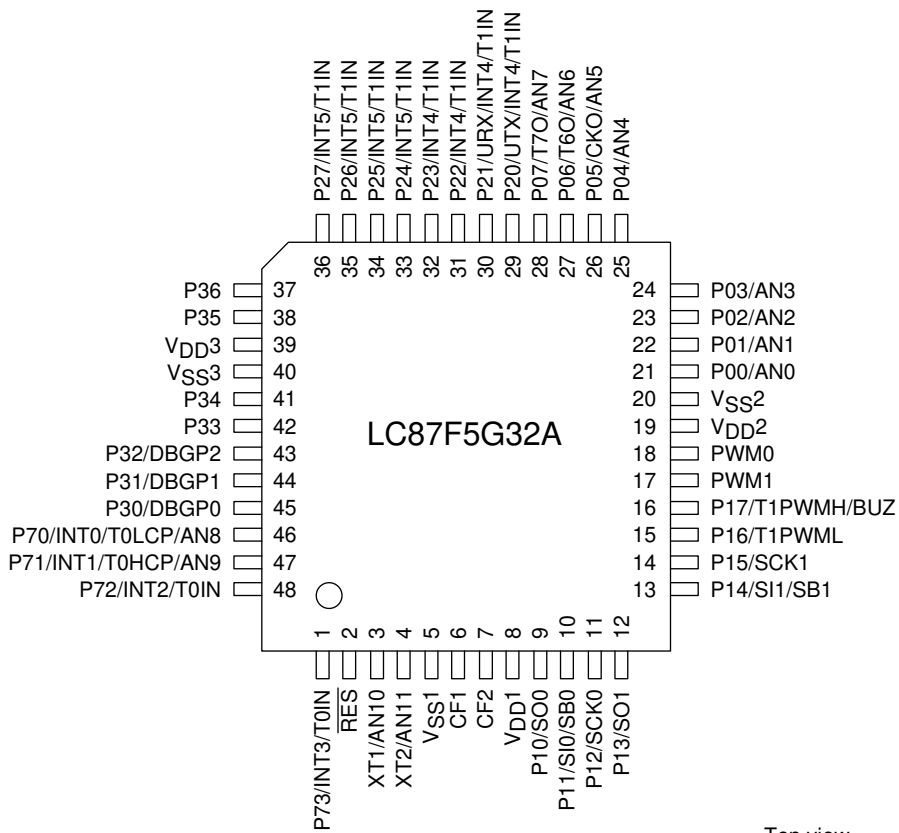 P27/INT5/T1IN
P26/INT5/T1IN
P25/INT5/T1IN
P24/INT5/T1IN
P23/INT4/T1IN
P22/INT4/T1IN
P21/URX/INT4/T1IN
P20/UTX/INT4/T1IN
P07/T7O/AN7
P06/T6O/AN6
P05/CKO/AN5
P04/AN4
36 35 34 33 32 31 30 29 28 27 26 25
P36 37
P35 38
VDD3 39
VSS3 40
P34 41
P33 42
P32/DBGP2 43
P31/DBGP1 44
P30/DBGP0 45
P70/INT0/T0LCP/AN8 46
P71/INT1/T0HCP/AN9 47
P72/INT2/T0IN 48
LC87F5G32A
24 P03/AN3
23 P02/AN2
22 P01/AN1
21 P00/AN0
20 VSS2
19 VDD2
18 PWM0
17 PWM1
16 P17/T1PWMH/BUZ
15 P16/T1PWML
14 P15/SCK1
13 P14/SI1/SB1
1 2 3 4 5 6 7 8 9 10 11 12
P73/INT3/T0IN
RES
XT1/AN10
XT2/AN11
VSS1
CF1
CF2
VDD1
P10/SO0
P11/SI0/SB0
P12/SCK0
P13/SO1
Top view